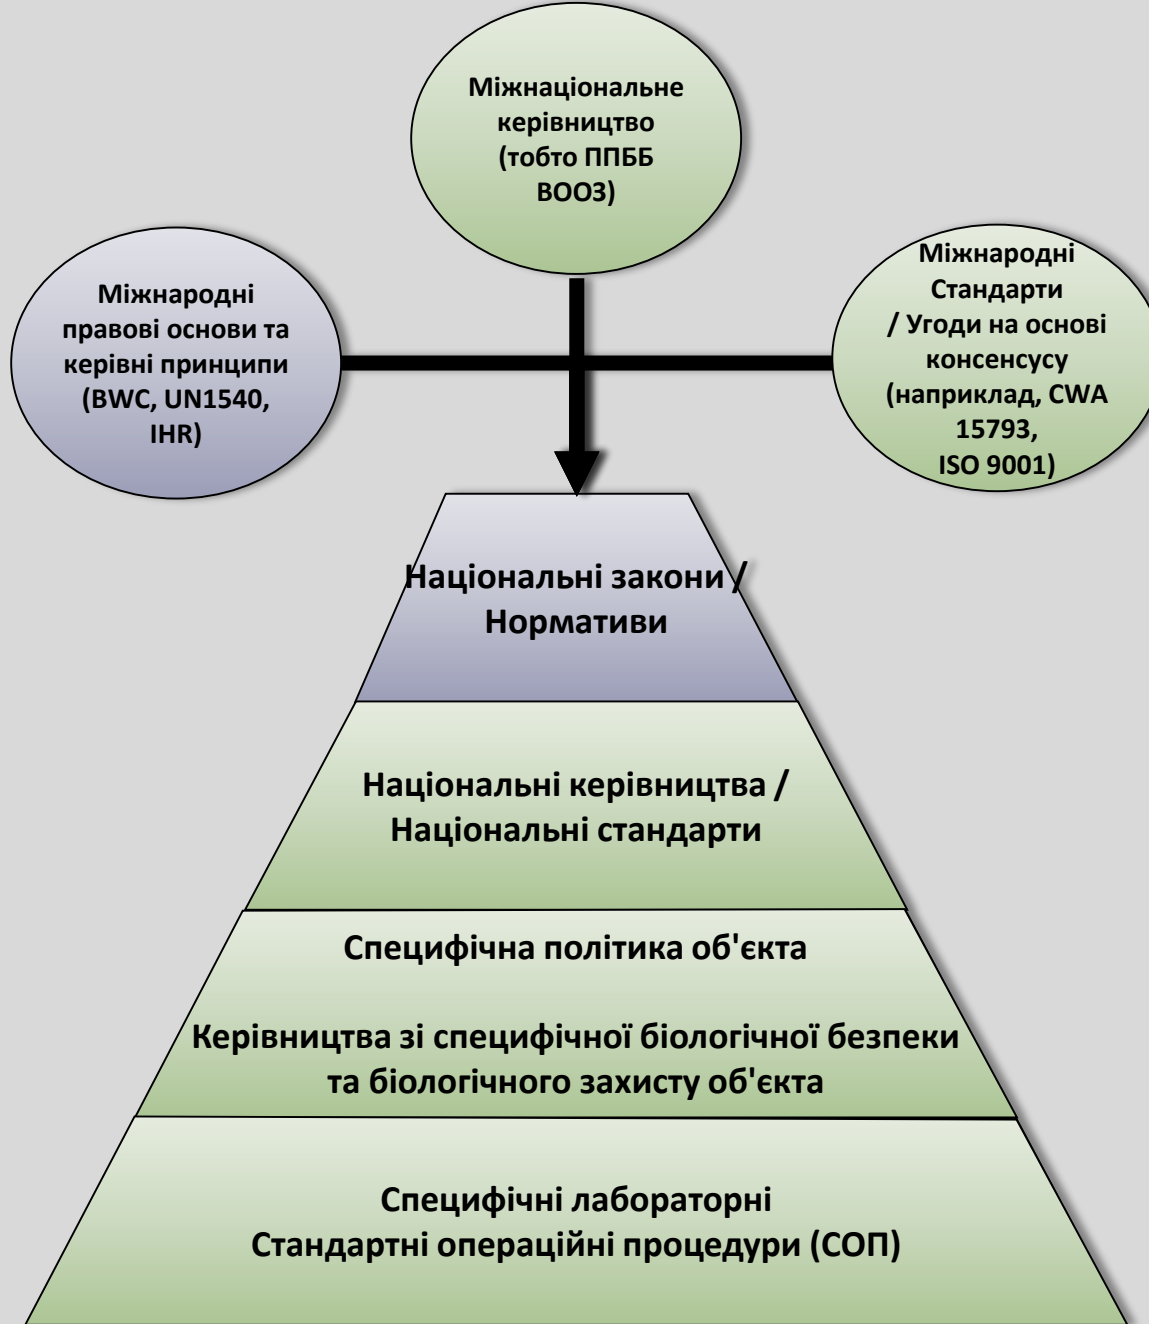 Міжнаціональне
керівництво
(тобто ППББ
ВООЗ)
Міжнародні
правові основи та
керівні принципи
(BWC, UN1540,
IHR)
Міжнародні
Стандарти
/ Угоди на основі
консенсусу
(наприклад, CWA
15793,
ISO 9001)
Національні закони /
Нормативи
Національні керівництва /
Національні стандарти
Специфічна політика об'єкта
Керівництва зі специфічної біологічної безпеки
та біологічного захисту об'єкта
Специфічні лабораторні
Стандартні операційні процедури (СОП)